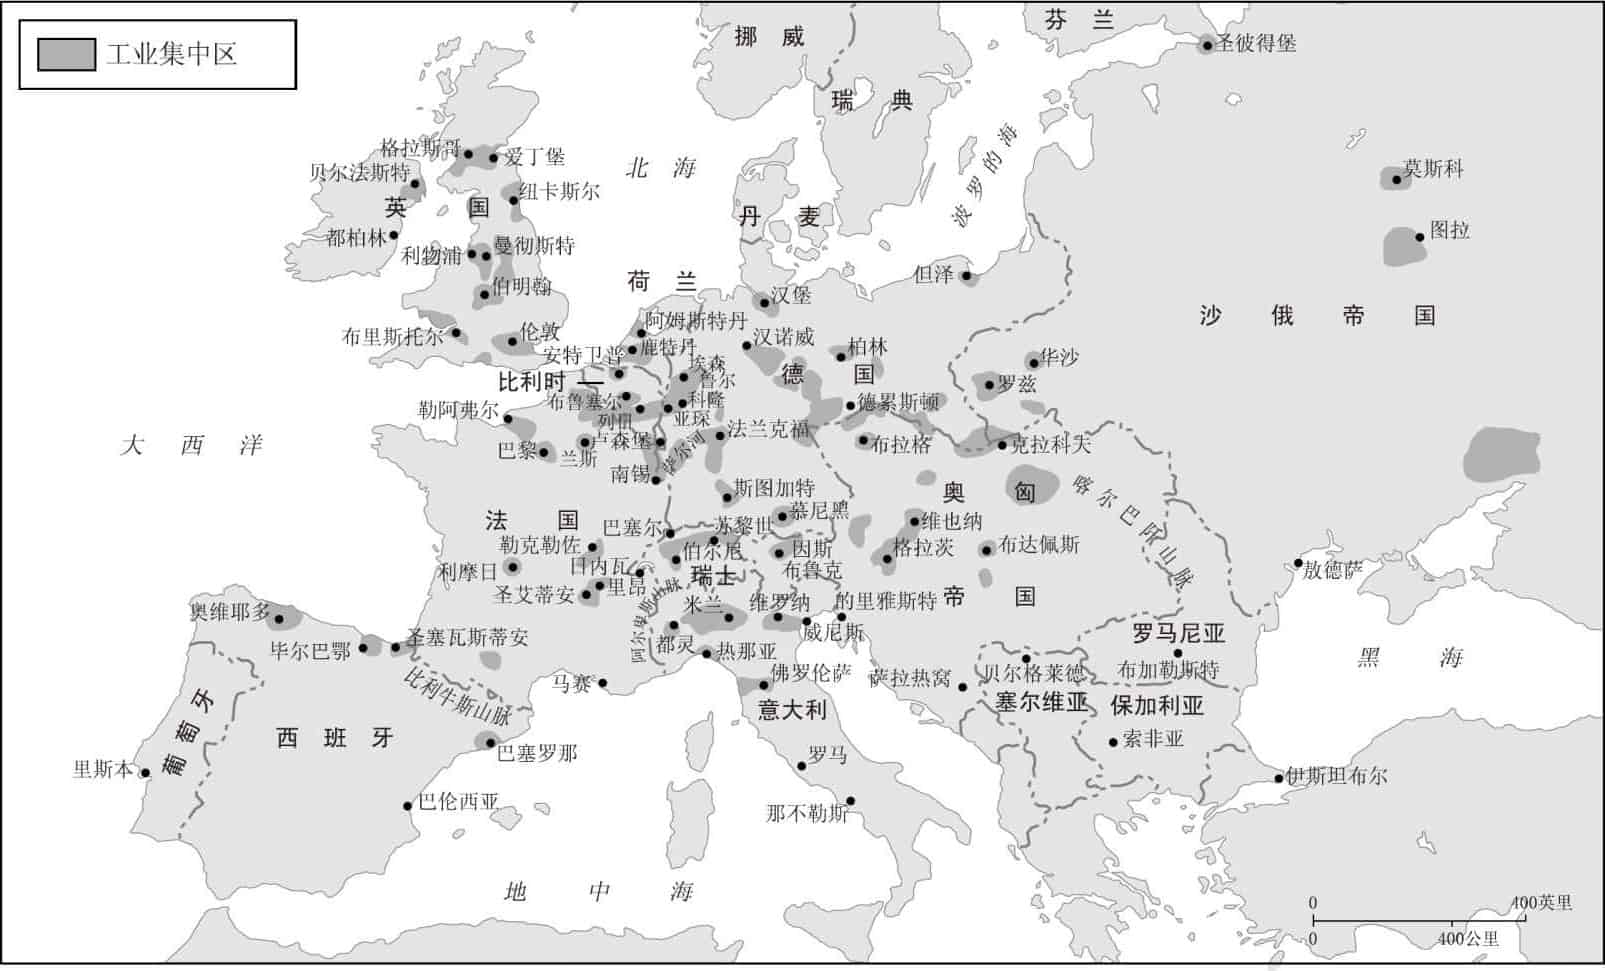 工业集中区
挪威
芬兰
圣彼得堡
瑞典
格拉斯哥
爱丁堡
北海
波罗的海
贝尔法斯特
纽卡斯尔
莫斯科
英国
丹麦
都柏林
图拉
利物浦
曼彻斯特
荷兰
但泽
伯明翰
汉堡
沙俄帝国
布里斯托尔
伦敦
阿姆斯特丹
汉诺威
安特卫普
鹿特丹
柏林
华沙
埃森
鲁尔
德国
比利时
罗兹
布鲁塞尔
科隆
德累斯顿
勒阿弗尔
列日
亚琛
法兰克福
大西洋
巴黎
兰斯
卢森堡
萨尔河
布拉格
克拉科夫
南锡
斯图加特
奥匈
喀尔巴阡山脉
法国
慕尼黑
维也纳
巴塞尔
苏黎世
勒克勒佐
伯尔尼
因斯
布鲁克
格拉茨
布达佩斯
利摩日
日内瓦
瑞士
敖德萨
圣艾蒂安
里昂
阿尔卑斯山脉
米兰
维罗纳
的里雅斯特
帝国
奥维耶多
威尼斯
罗马尼亚
毕尔巴鄂
圣塞瓦斯蒂安
都灵
热那亚
黑海
佛罗伦萨
萨拉热窝
贝尔格莱德
布加勒斯特
马赛
比利牛斯山脉
意大利
塞尔维亚
保加利亚
葡萄牙
西班牙
索非亚
巴塞罗那
罗马
里斯本
伊斯坦布尔
巴伦西亚
那不勒斯
地中海
0
400英里
0
400公里